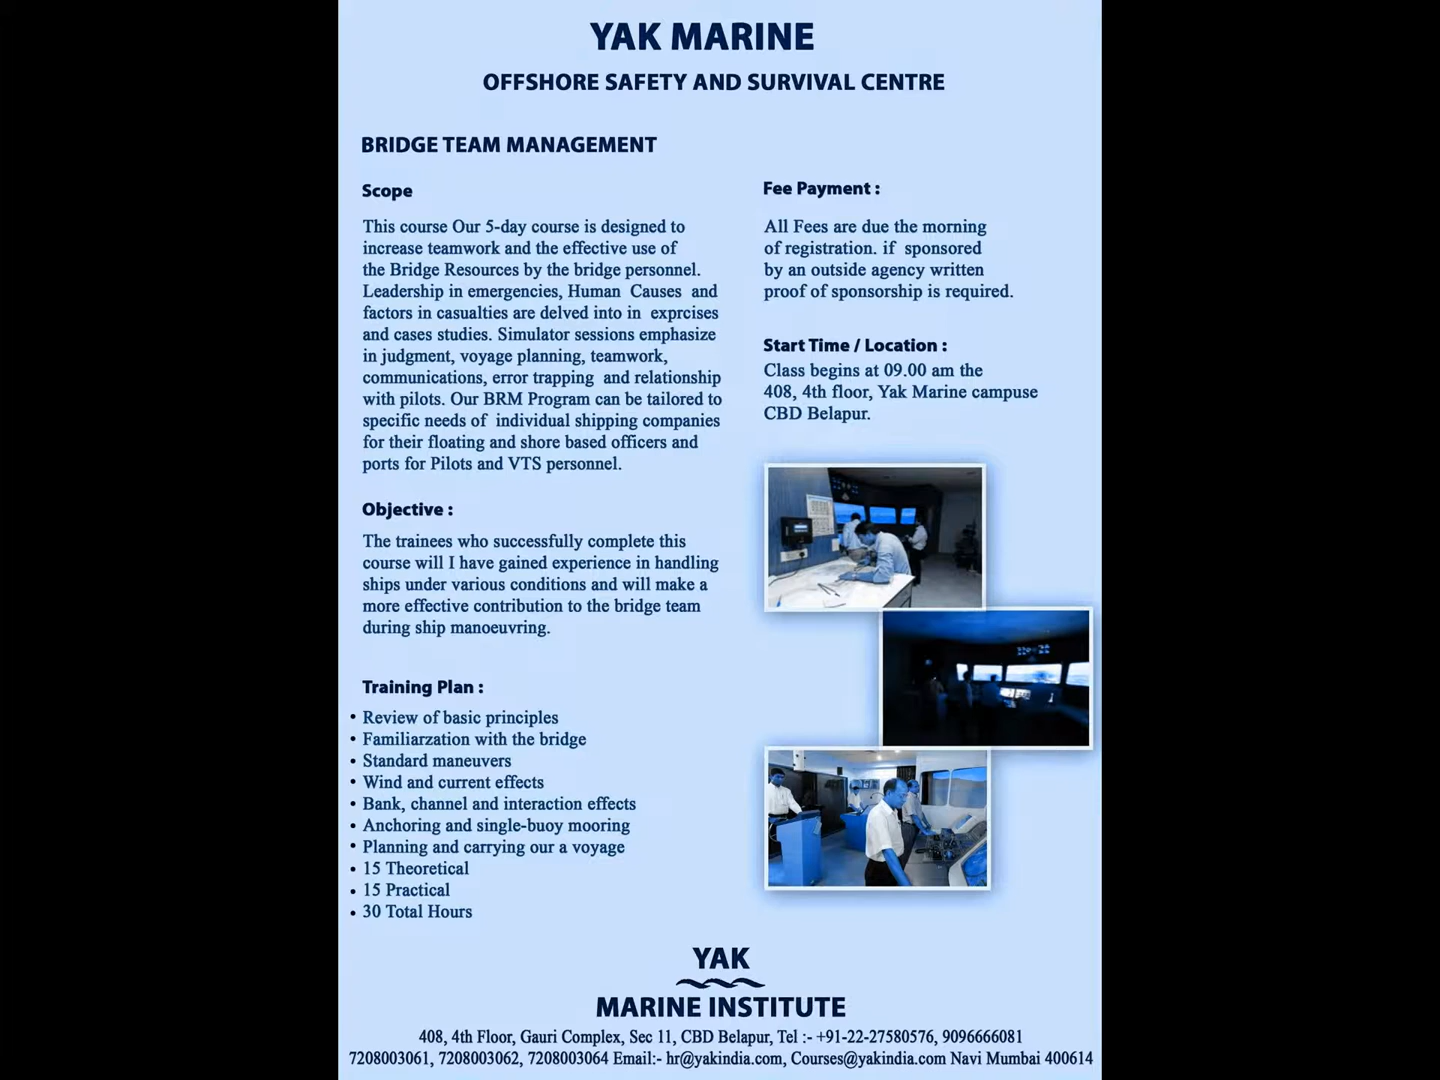 YAK MARINE
OFFSHORE SAFETY AND SURVIVAL CENTRE
BRIDGE TEAM MANAGEMENT
Scope
This course Our 5-day course is designed to
increase teamwork and the effective use of
the Bridge Resources by the bridge personnel.
Leadership in emergencies, Human Causes and
factors in casualties are delved into in exprcises
and cases studies. Simulator sessions emphasize
in judgment, voyage planning, teamwork,
communications, error trapping and relationship
with pilots. Our BRM Program can be tailored to
specific needs of individual shipping companies
for their floating and shore based officers and
ports for Pilots and VTS personnel.
Objective :
The trainees who successfully complete this
course will I have gained experience in handling
ships under various conditions and will make a
more effective contribution to the bridge team
during ship manoeuvring.
Training Plan :
• Review of basic principles
• Familiarzation with the bridge
• Standard maneuvers
• Wind and current effects
• Bank, channel and interaction effects
• Anchoring and single-buoy mooring
• Planning and carrying our a voyage
• 15 Theoretical
• 15 Practical
• 30 Total Hours
Fee Payment :
All Fees are due the morning
of registration. if sponsored
by an outside agency written
proof of sponsorship is required.
Start Time / Location :
Class begins at 09.00 am the
408, 4th floor, Yak Marine campuse
CBD Belapur.
YAK
MARINE INSTITUTE
408, 4th Floor, Gauri Complex, Sec 11, CBD Belapur, Tel :- +91-22-27580576, 9096666081
7208003061, 7208003062, 7208003064 Email:- hr@yakindia.com, Courses@yakindia.com Navi Mumbai 400614